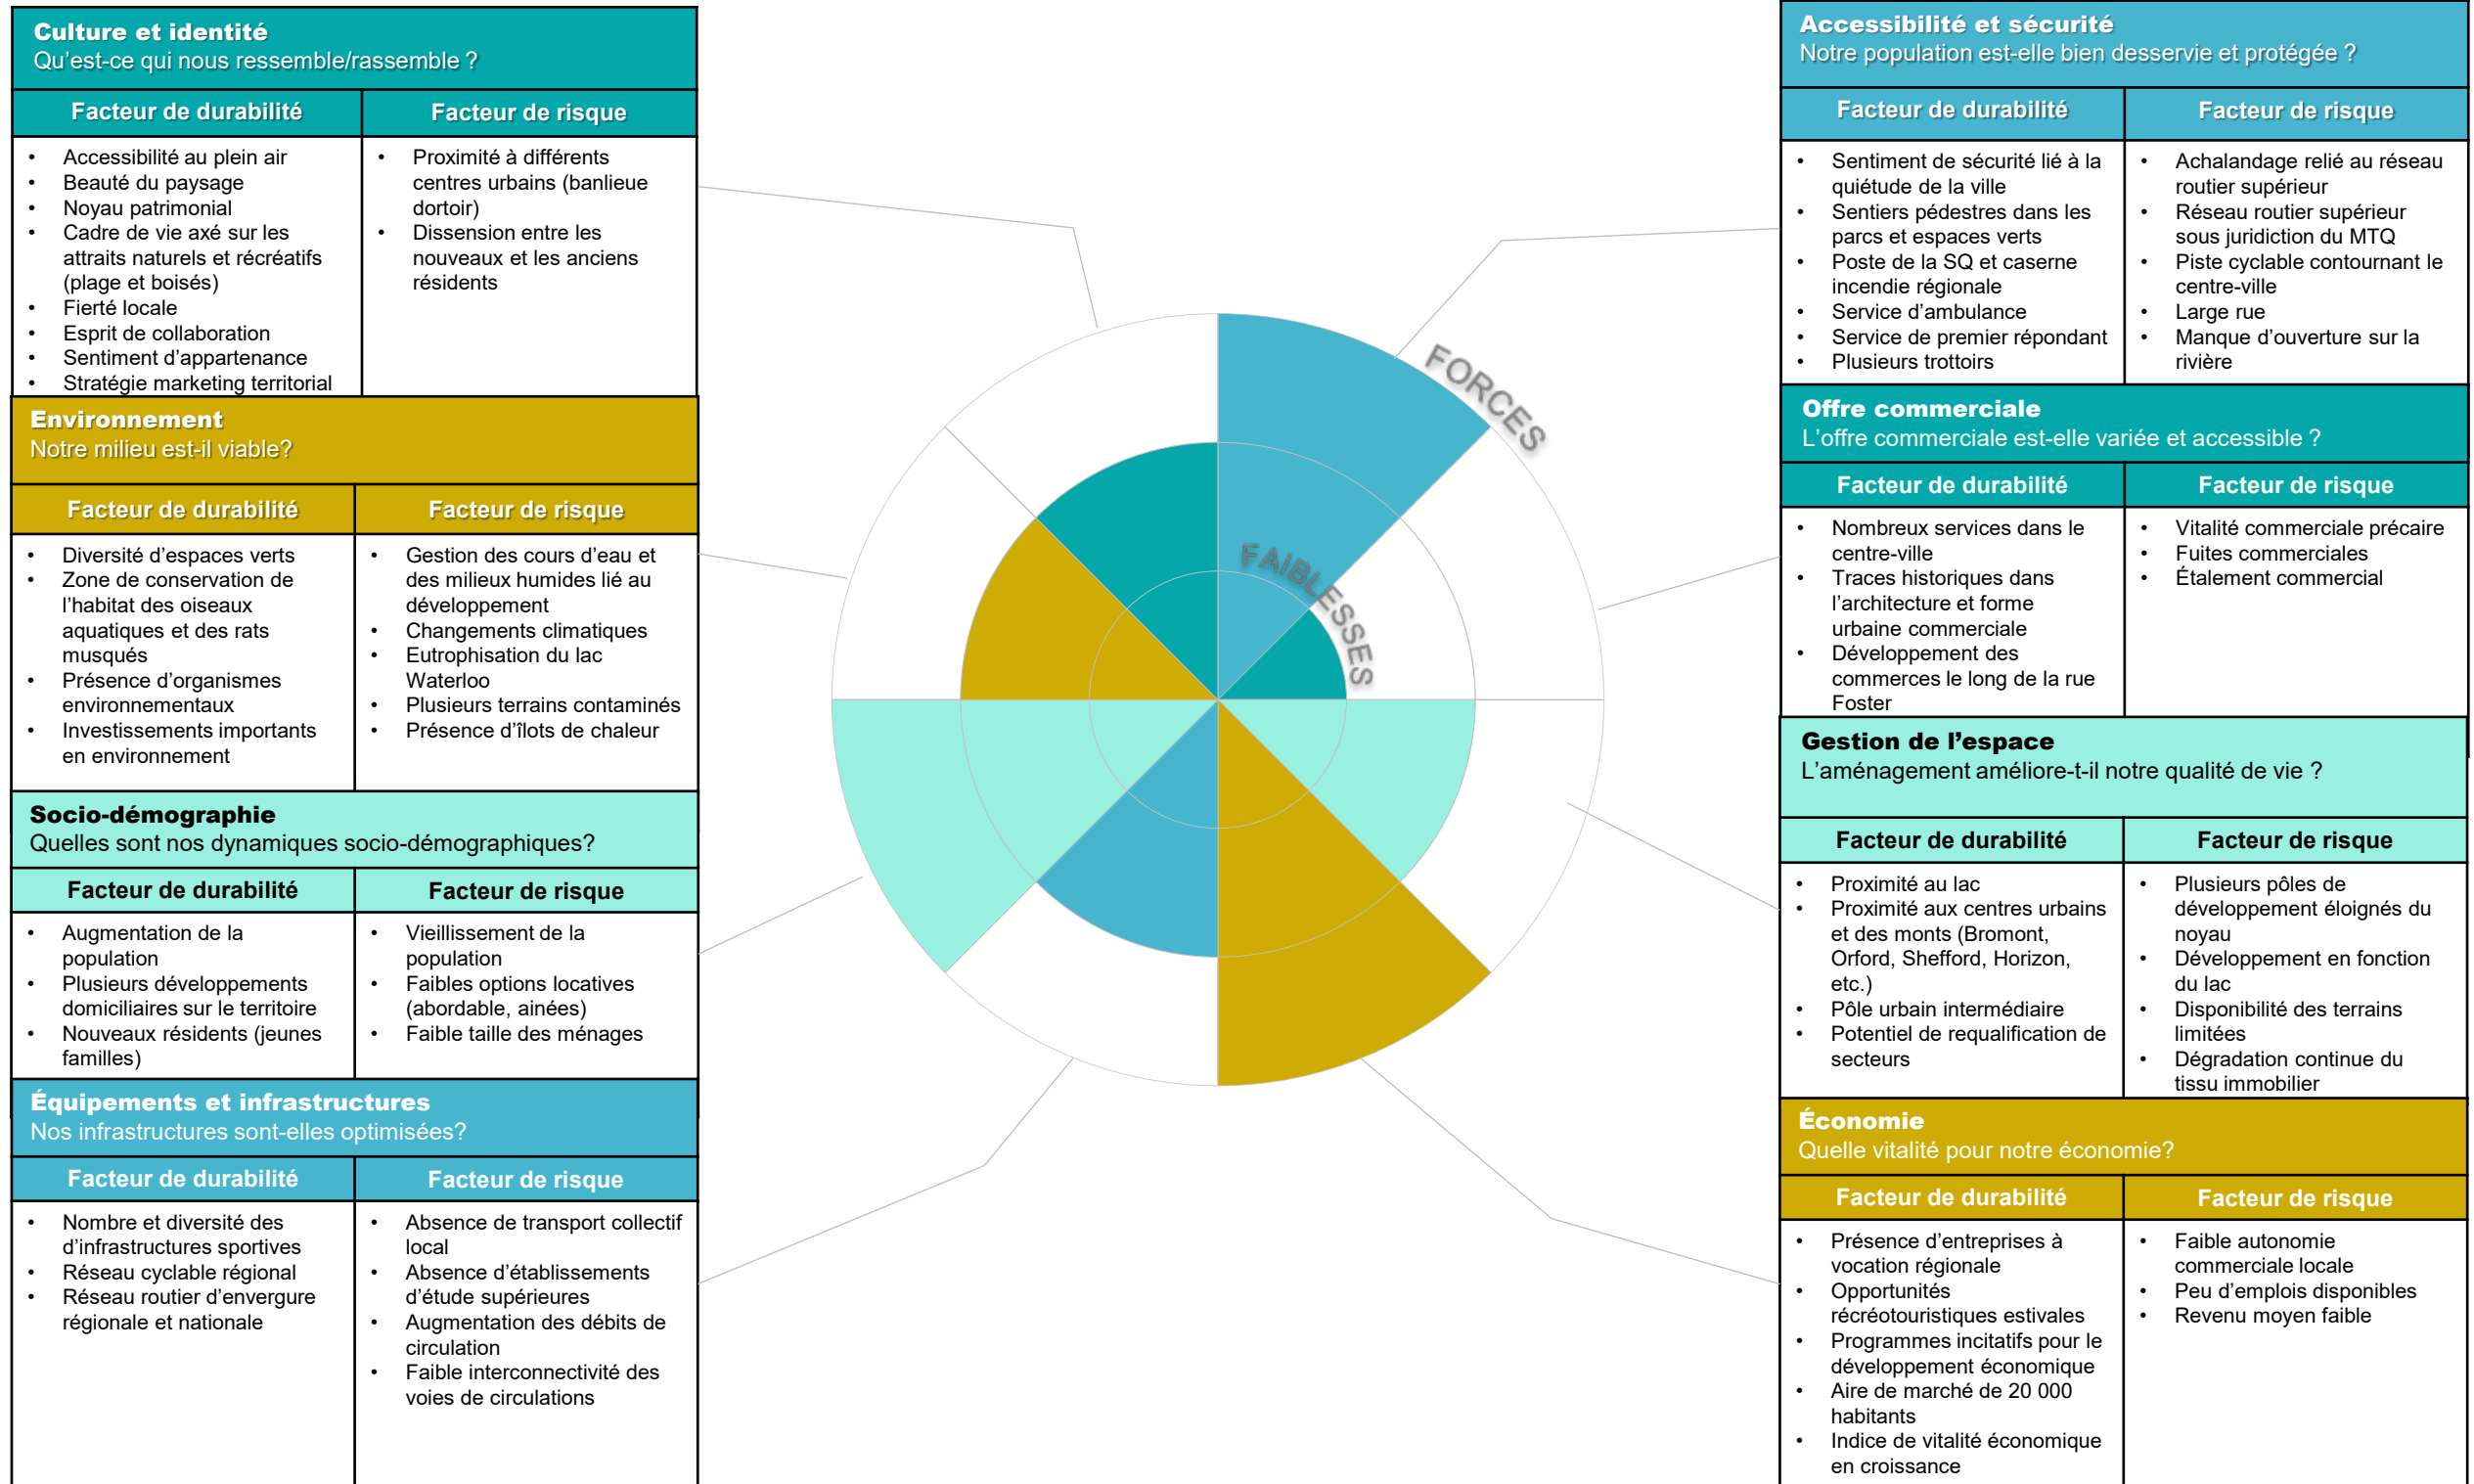 Culture et identité
Qu'est-ce qui nous ressemble/rassemble ?
Facteur de durabilité
Facteur de risque
• Accessibilité au plein air
• Beauté du paysage
• Noyau patrimonial
• Cadre de vie axé sur les
attraits naturels et récréatifs
(plage et boisés)
• Fierté locale
• Esprit de collaboration
• Sentiment d'appartenance
• Stratégie marketing territorial
• Proximité à différents
centres urbains (banlieue
dortoir)
• Dissension entre les
nouveaux et les anciens
résidents
Environnement
Notre milieu est-il viable?
Facteur de durabilité
Facteur de risque
• Diversité d'espaces verts
• Zone de conservation de
l'habitat des oiseaux
aquatiques et des rats
musqués
• Présence d'organismes
environnementaux
• Investissements importants
en environnement
• Gestion des cours d'eau et
des milieux humides lié au
développement
• Changements climatiques
• Eutrophisation du lac
Waterloo
• Plusieurs terrains contaminés
• Présence d'îlots de chaleur
Socio-démographie
Quelles sont nos dynamiques socio-démographiques?
Facteur de durabilité
Facteur de risque
• Augmentation de la
population
• Plusieurs développements
domiciliaires sur le territoire
• Nouveaux résidents (jeunes
familles)
• Vieillissement de la
population
• Faibles options locatives
(abordable, ainées)
• Faible taille des ménages
Équipements et infrastructures
Nos infrastructures sont-elles optimisées?
Facteur de durabilité
Facteur de risque
• Nombre et diversité des
d'infrastructures sportives
• Réseau cyclable régional
• Réseau routier d'envergure
régionale et nationale
• Absence de transport collectif
local
• Absence d'établissements
d'étude supérieures
• Augmentation des débits de
circulation
• Faible interconnectivité des
voies de circulations
FORCES
FAIBLESSES
Accessibilité et sécurité
Notre population est-elle bien desservie et protégée ?
Facteur de durabilité
Facteur de risque
• Sentiment de sécurité lié à la
quiétude de la ville
• Sentiers pédestres dans les
parcs et espaces verts
• Poste de la SQ et caserne
incendie régionale
• Service d'ambulance
• Service de premier répondant
• Plusieurs trottoirs
• Achalandage relié au réseau
routier supérieur
• Réseau routier supérieur
sous juridiction du MTQ
• Piste cyclable contournant le
centre-ville
• Large rue
• Manque d'ouverture sur la
rivière
Offre commerciale
L'offre commerciale est-elle variée et accessible ?
Facteur de durabilité
Facteur de risque
• Nombreux services dans le
centre-ville
• Traces historiques dans
l'architecture et forme
urbaine commerciale
• Développement des
commerces le long de la rue
Foster
• Vitalité commerciale précaire
• Fuites commerciales
• Étalement commercial
Gestion de l'espace
L'aménagement améliore-t-il notre qualité de vie ?
Facteur de durabilité
Facteur de risque
• Proximité au lac
• Proximité aux centres urbains
et des monts (Bromont,
Orford, Shefford, Horizon,
etc.)
• Pôle urbain intermédiaire
• Potentiel de requalification de
secteurs
• Plusieurs pôles de
développement éloignés du
noyau
• Développement en fonction
du lac
• Disponibilité des terrains
limitées
• Dégradation continue du
tissu immobilier
Économie
Quelle vitalité pour notre économie?
Facteur de durabilité
Facteur de risque
• Présence d'entreprises à
vocation régionale
• Opportunités
récréotouristiques estivales
• Programmes incitatifs pour le
développement économique
• Aire de marché de 20 000
habitants
• Indice de vitalité économique
en croissance
• Faible autonomie
commerciale locale
• Peu d'emplois disponibles
• Revenu moyen faible